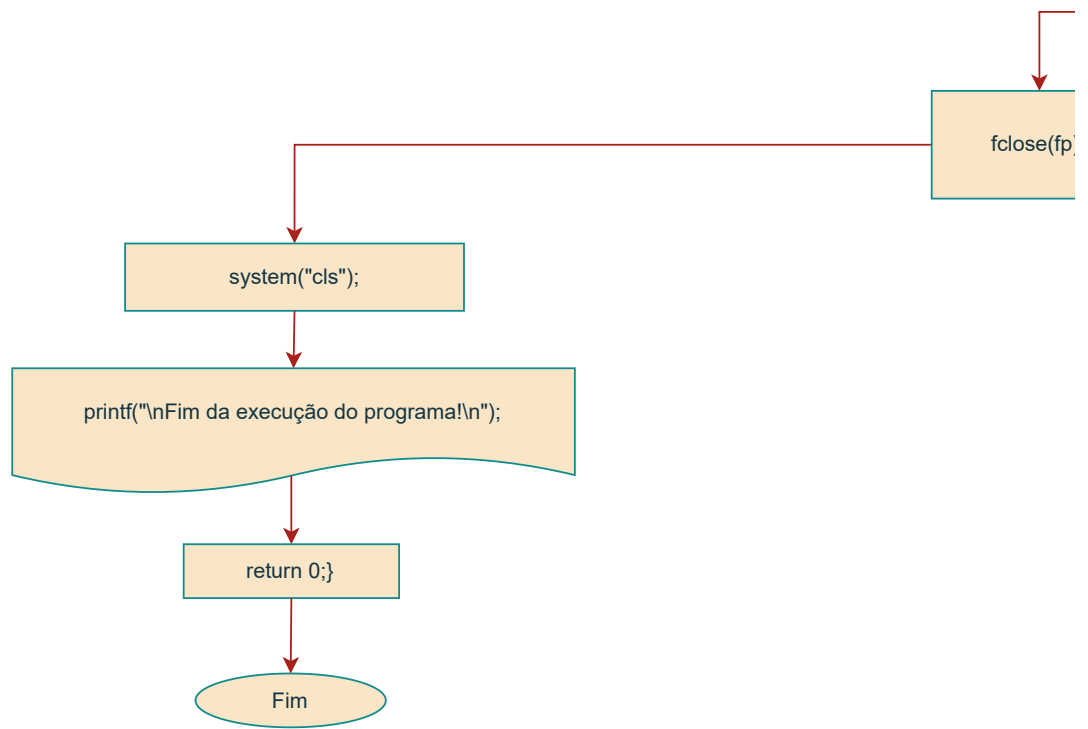 fclose(fp)
system("cls");
printf("\nFim da execução do programa!\n");
return 0;}
Fim